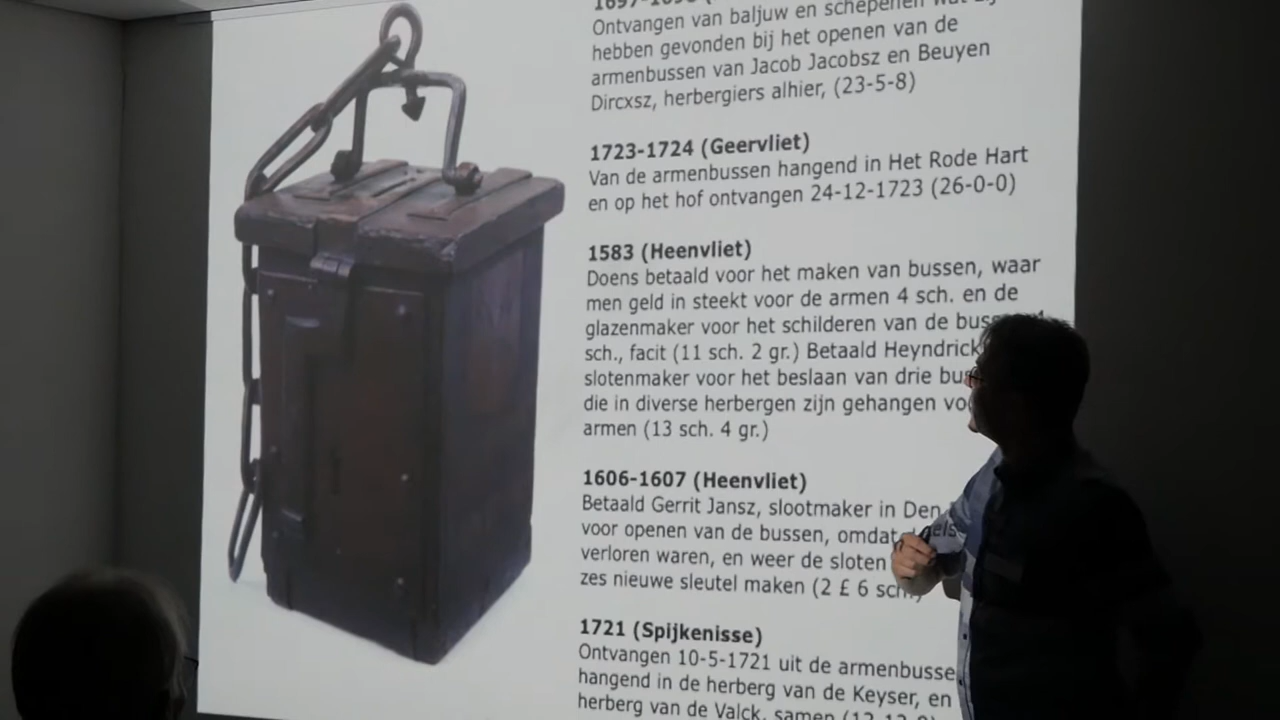 Ontvangen van baljuw en schepenen wat zij
hebben gevonden bij het openen van de
armenbussen van Jacob Jacobsz en Beuyen
Dircxsz, herbergiers alhier, (23-5-8)
1723-1724 (Geervliet)
Van de armenbussen hangend in Het Rode Hart
en op het hof ontvangen 24-12-1723 (26-0-0)
1583 (Heenvliet)
Doens betaald voor het maken van bussen, waar
men geld in steekt voor de armen 4 sch. en de
glazenmaker voor het schilderen van de
sch., facit (11 sch. 2 gr.) Betaald Heyndrick
slotenmaker voor het beslaan van drie
die in diverse herbergen zijn gehangen
armen (13 sch. 4 gr.)
1606-1607 (Heenvliet)
Betaald Gerrit Jansz, slootmaker in Den
voor openen van de bussen, omdat
verloren waren, en weer de sloten
zes nieuwe sleutel maken (2 £ 6 sch.)
1721 (Spijkenisse)
Ontvangen 10-5-1721 uit de armenbusse
hangend in de herberg van de Keyser, en
herberg van de Valck, samen